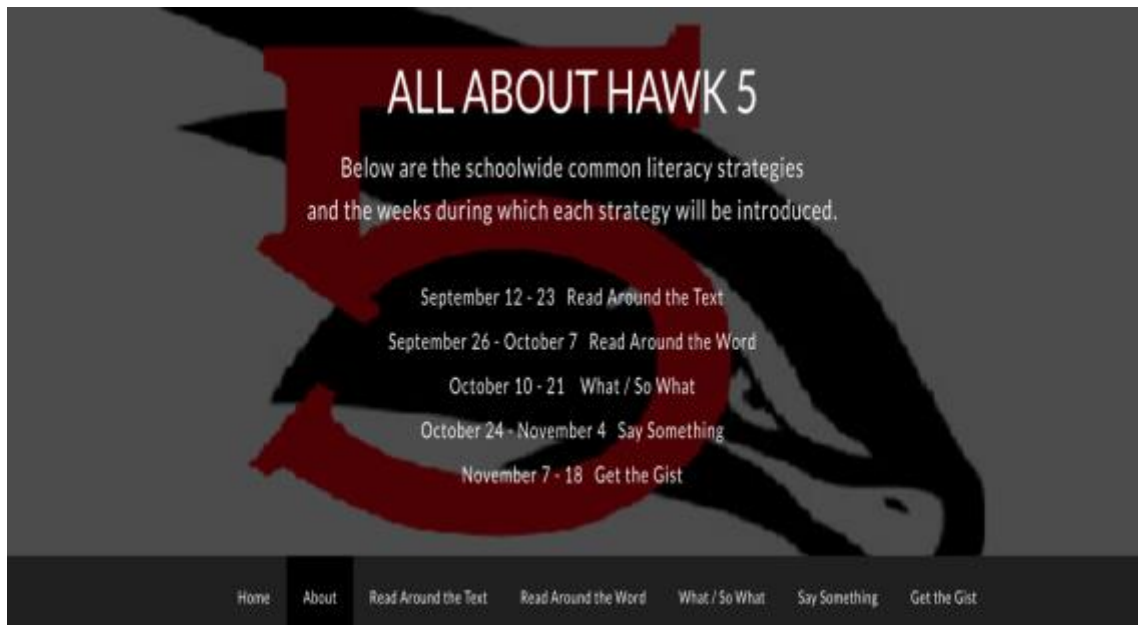 ALL ABOUT HAWK 5
Below are the schoolwide common literacy strategies
and the weeks during which each strategy will be introduced.
September 12 - 23 Read Around the Text
September 26 - October 7 Read Around the Word
October 10 - 21 What / So What
October 24 - November 4 Say Something
November 7 - 18 Get the Gist
Home About Read Around the Text Read Around the Word What / So What Say Something Get the Gist